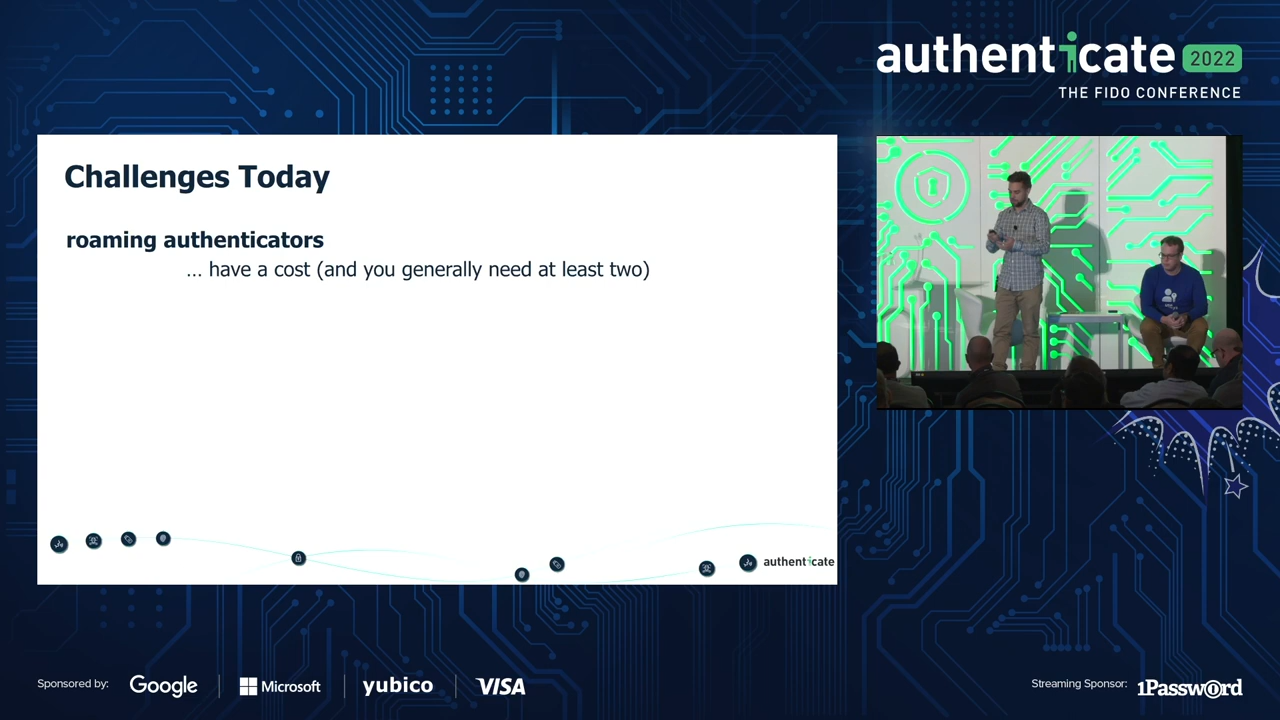 authenticate 2022
THE FIDO CONFERENCE
Challenges Today
roaming authenticators
... have a cost (and you generally need at least two)
authenticate
Sponsored by:
Google
Microsoft
yubico
VISA
Streaming Sponsor:
1Password